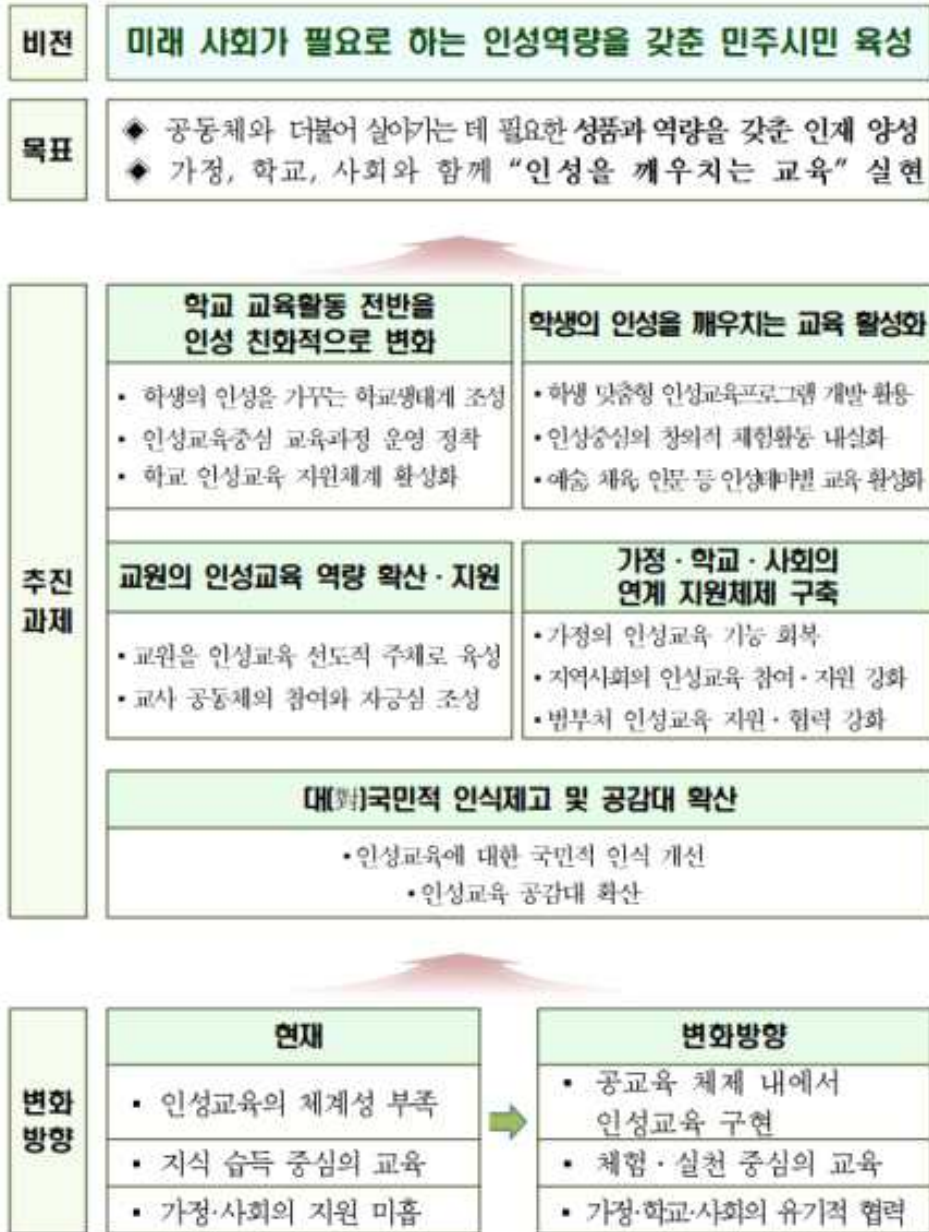 비전
미래 사회가 필요로 하는 인성역량을 갖춘 민주시민 육성
목표
◆ 공동체와 더불어 살아가는 데 필요한 성품과 역량을 갖춘 인재 양성
◆ 가정, 학교, 사회와 함께 “인성을 깨우치는 교육” 실현
추진
과제
학교 교육활동 전반을
인성 친화적으로 변화
• 학생의 인성을 가꾸는 학교생태계 조성
• 인성교육중심 교육과정 운영 정착
• 학교 인성교육 지원체계 활성화
학생의 인성을 깨우치는 교육 활성화
• 학생 맞춤형 인성교육프로그램 개발·활용
• 인성중심의 창의적 체험활동 내실화
• 예술, 체육, 인문 등 인성테마별 교육 활성화
교원의 인성교육 역량 확산·지원
• 교원을 인성교육 선도적 주체로 육성
• 교사 공동체의 참여와 자긍심 조성
가정·학교·사회의
연계 지원체제 구축
• 가정의 인성교육 기능 회복
• 지역사회의 인성교육 참여·지원 강화
• 범부처 인성교육 지원·협력 강화
대(對)국민적 인식제고 및 공감대 확산
• 인성교육에 대한 국민적 인식 개선
• 인성교육 공감대 확산
변화
방향
현재
▪ 인성교육의 체계성 부족
▪ 지식 습득 중심의 교육
▪ 가정·사회의 지원 미흡
변화방향
▪ 공교육 체제 내에서
인성교육 구현
▪ 체험·실천 중심의 교육
▪ 가정·학교·사회의 유기적 협력